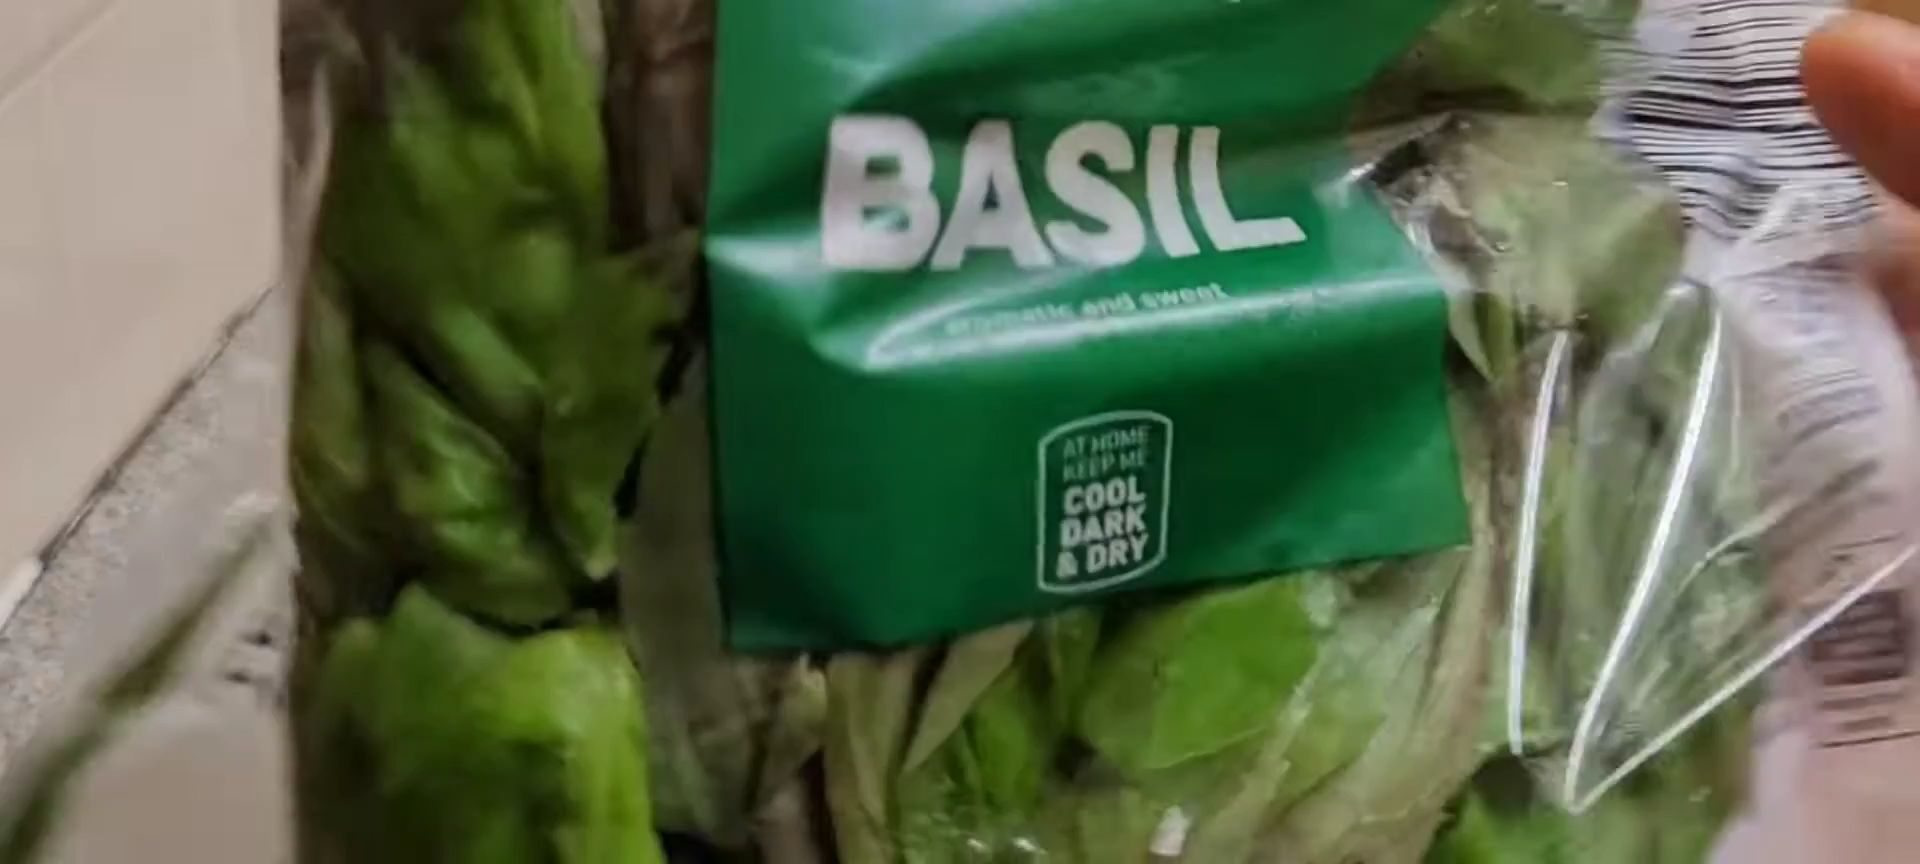 BASIL
aromatic and sweet
AT HOME
KEEP ME
COOL
DARK
& DRY